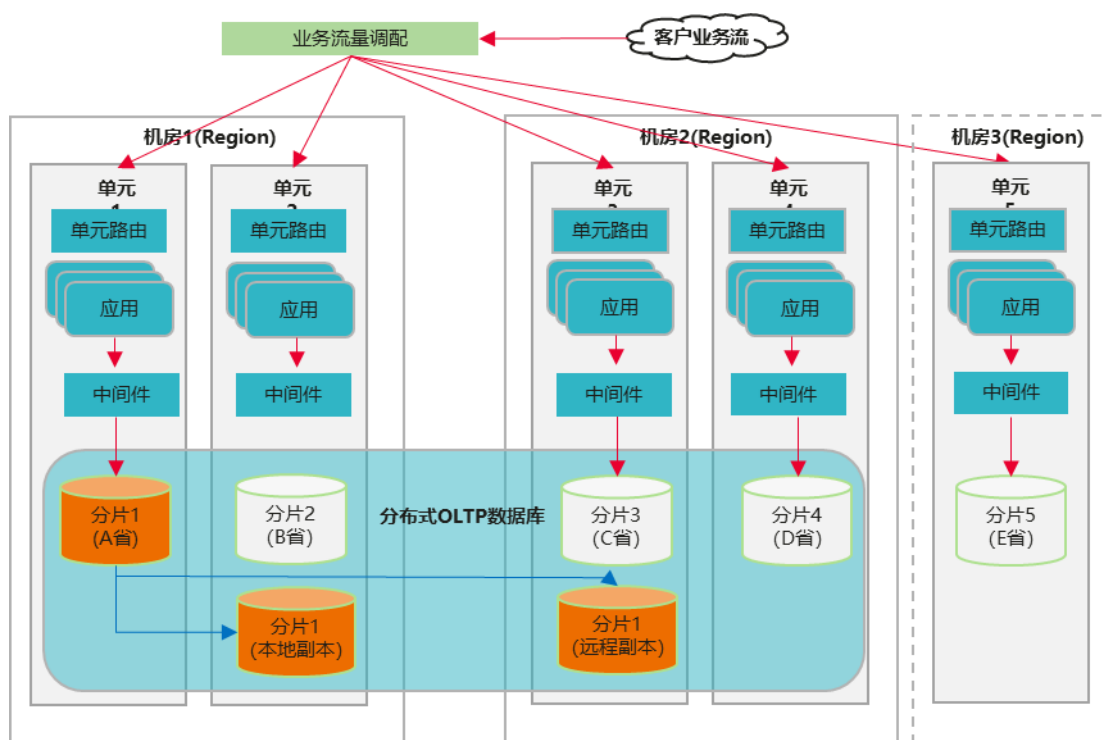 业务流量调配
客户业务流
机房1(Region)
机房2(Region)
机房3(Region)
单元
1
单元
2
单元
3
单元
4
单元
5
单元路由
单元路由
单元路由
单元路由
单元路由
应用
应用
应用
应用
应用
中间件
中间件
中间件
中间件
中间件
分片1
(A省)
分片2
(B省)
分布式OLTP数据库
分片3
(C省)
分片4
(D省)
分片5
(E省)
分片1
(本地副本)
分片1
(远程副本)